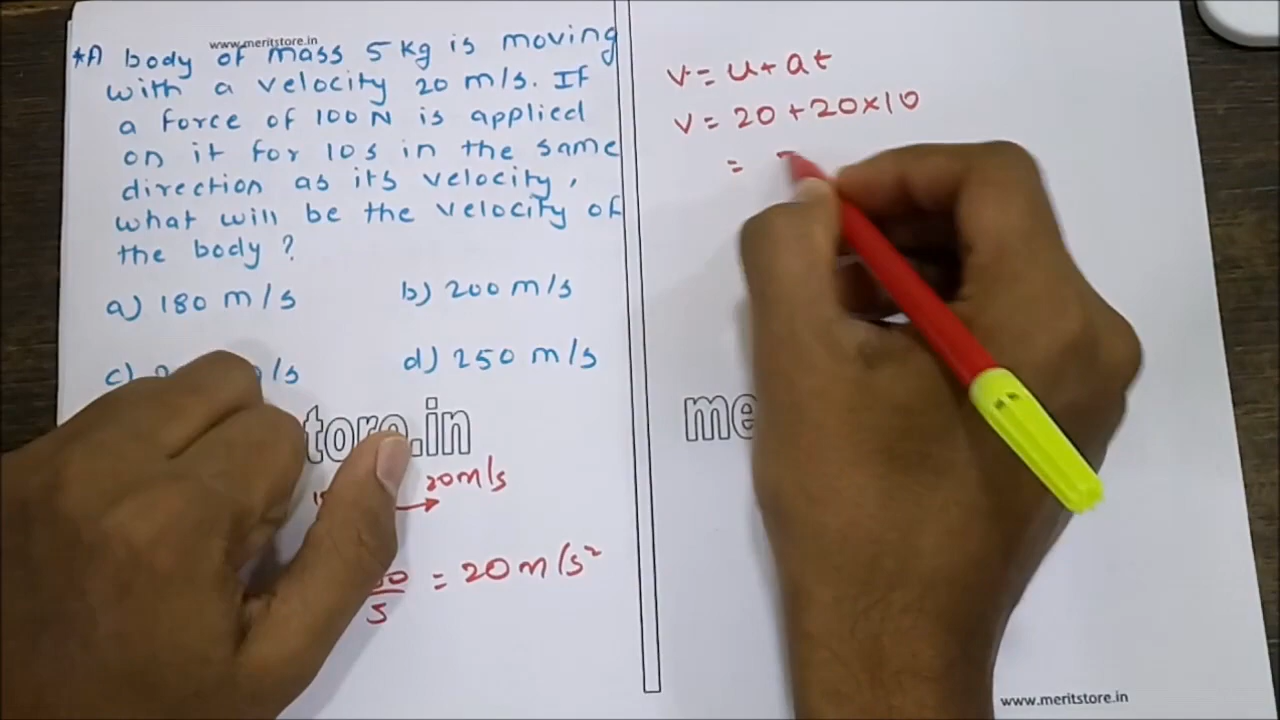 www.meritstore.in
*A body of mass 5 kg is moving
with a velocity 20 m/s. If
a force of 100 N is applied
on it for 10 s in the same
direction as its velocity,
what will be the velocity of
the body ?
a) 180 m/s
b) 200 m/s
c) m/s
d) 250 m/s
tore.in
20 m/s
5
= 20 m/s²
v = u + at
v = 20 + 20 × 10
=
me
www.meritstore.in